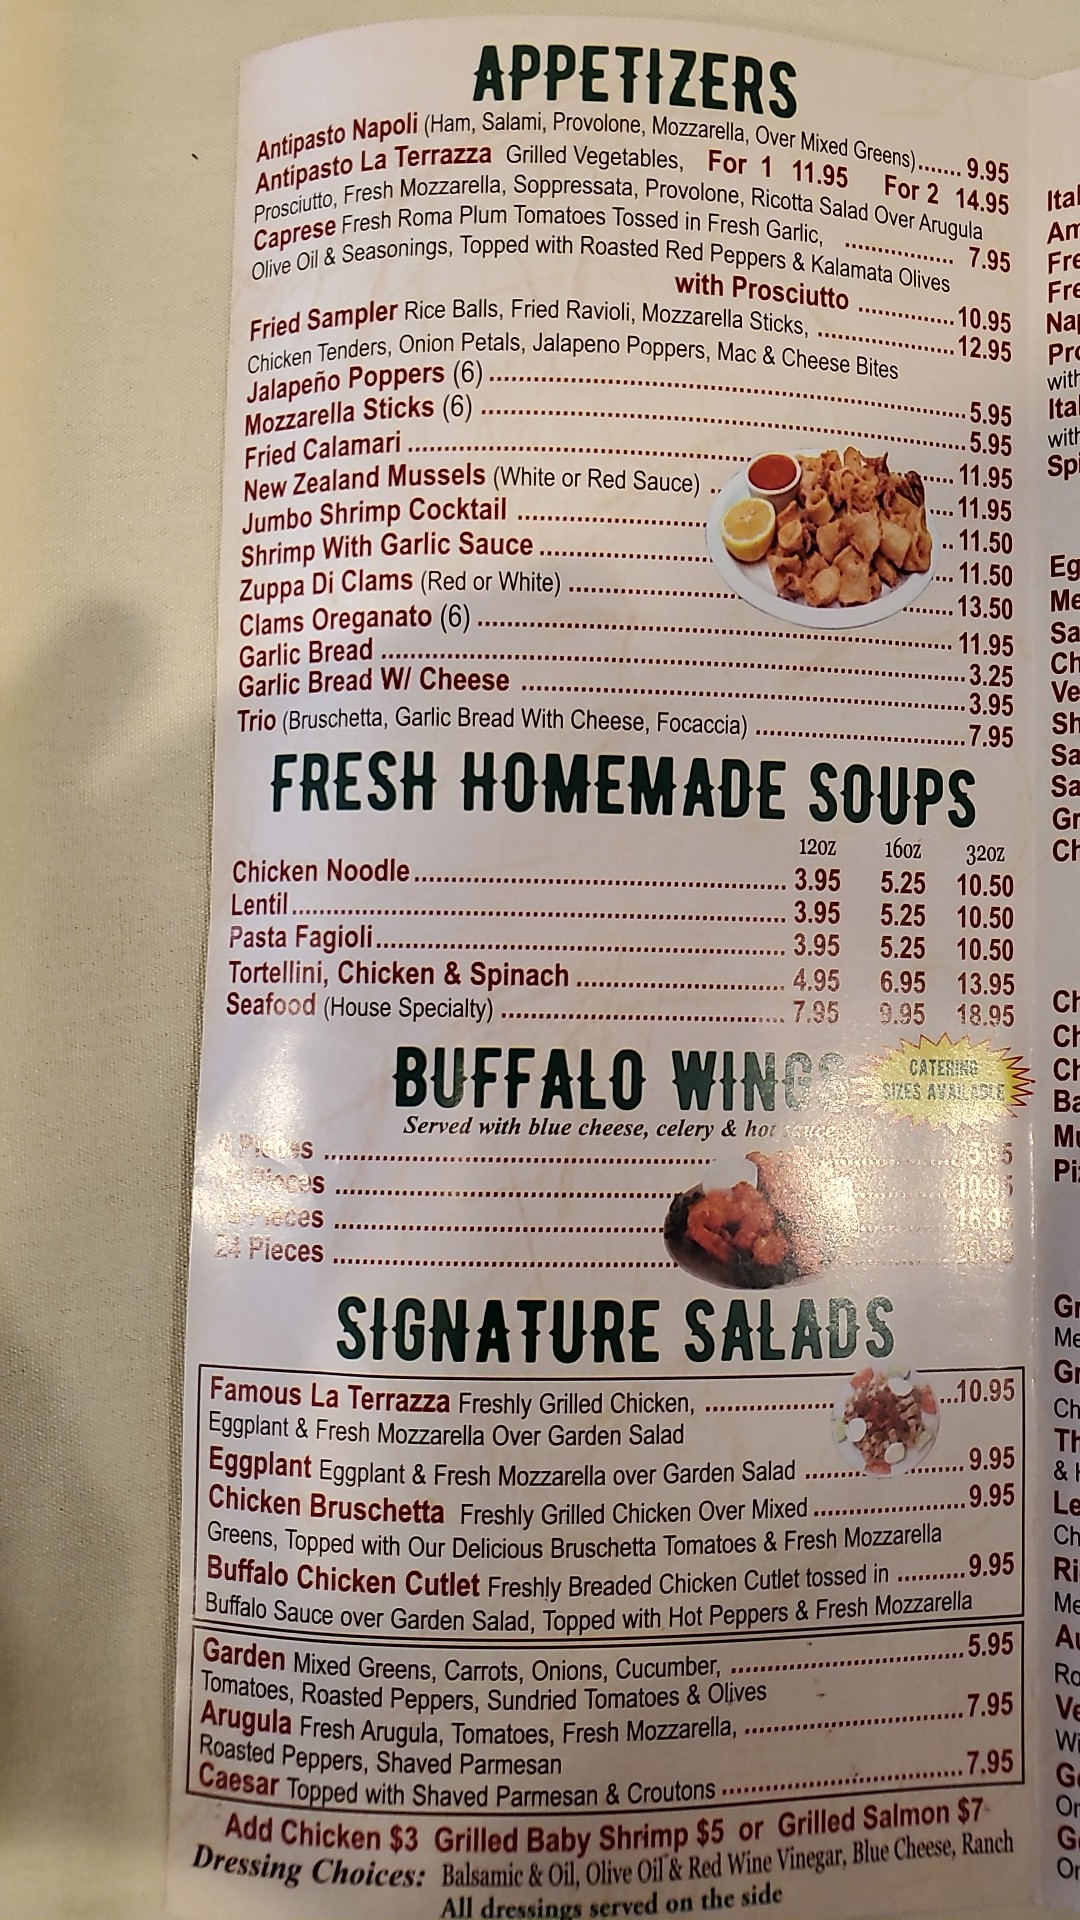 APPETIZERS
Antipasto Napoli (Ham, Salami, Provolone, Mozzarella, Over Mixed Greens)....... 9.95
Antipasto La Terrazza Grilled Vegetables, For 1 11.95 For 2 14.95
Prosciutto, Fresh Mozzarella, Soppressata, Provolone, Ricotta Salad Over Arugula
Caprese Fresh Roma Plum Tomatoes Tossed in Fresh Garlic, ................ 7.95
Olive Oil & Seasonings, Topped with Roasted Red Peppers & Kalamata Olives
with Prosciutto .............. 10.95
Fried Sampler Rice Balls, Fried Ravioli, Mozzarella Sticks, .................... 12.95
Chicken Tenders, Onion Petals, Jalapeno Poppers, Mac & Cheese Bites
Jalapeño Poppers (6) ........ 5.95
Mozzarella Sticks (6) ........ 5.95
Fried Calamari ........ 11.95
New Zealand Mussels (White or Red Sauce) ........ 11.95
Jumbo Shrimp Cocktail ........ 11.50
Shrimp With Garlic Sauce ........ 11.50
Zuppa Di Clams (Red or White) ........ 13.50
Clams Oreganato (6) ........ 11.95
Garlic Bread ........ 3.25
Garlic Bread W/ Cheese ........ 3.95
Trio (Bruschetta, Garlic Bread With Cheese, Focaccia) ........ 7.95
FRESH HOMEMADE SOUPS
12OZ 16OZ 32OZ
Chicken Noodle ........ 3.95 5.25 10.50
Lentil ........ 3.95 5.25 10.50
Pasta Fagioli ........ 3.95 5.25 10.50
Tortellini, Chicken & Spinach ........ 4.95 6.95 13.95
Seafood (House Specialty) ........ 7.95 9.95 18.95
BUFFALO WINGS
CATERING
SIZES AVAILABLE
Served with blue cheese, celery & hot sauce
Pieces ........
Pieces ........ 10.95
Pieces ........ 16.95
24 Pieces ........
SIGNATURE SALADS
Famous La Terrazza Freshly Grilled Chicken, ........ 10.95
Eggplant & Fresh Mozzarella Over Garden Salad
Eggplant Eggplant & Fresh Mozzarella over Garden Salad ........ 9.95
Chicken Bruschetta Freshly Grilled Chicken Over Mixed ........ 9.95
Greens, Topped with Our Delicious Bruschetta Tomatoes & Fresh Mozzarella
Buffalo Chicken Cutlet Freshly Breaded Chicken Cutlet tossed in .......... 9.95
Buffalo Sauce over Garden Salad, Topped with Hot Peppers & Fresh Mozzarella
Garden Mixed Greens, Carrots, Onions, Cucumber, ........ 5.95
Tomatoes, Roasted Peppers, Sundried Tomatoes & Olives
Arugula Fresh Arugula, Tomatoes, Fresh Mozzarella, ........ 7.95
Roasted Peppers, Shaved Parmesan
Caesar Topped with Shaved Parmesan & Croutons ........ 7.95
Add Chicken $3 Grilled Baby Shrimp $5 or Grilled Salmon $7
Dressing Choices: Balsamic & Oil, Olive Oil & Red Wine Vinegar, Blue Cheese, Ranch
All dressings served on the side